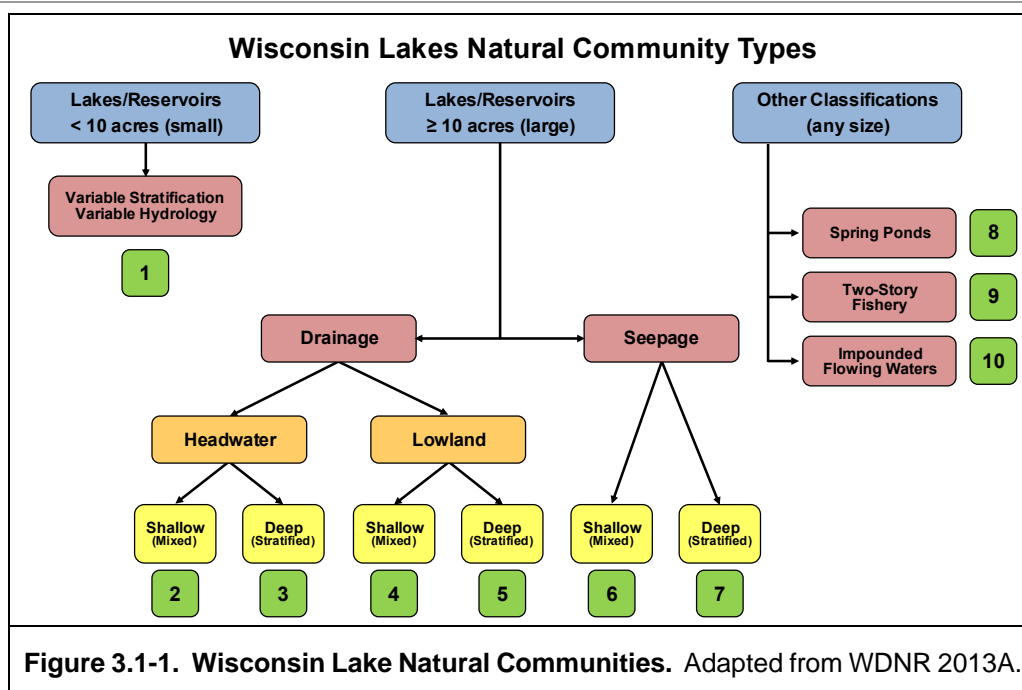 Wisconsin Lakes Natural Community Types
Lakes/Reservoirs
< 10 acres (small)
Lakes/Reservoirs
≥ 10 acres (large)
Other Classifications
(any size)
Variable Stratification
Variable Hydrology
1
Spring Ponds
8
Two-Story
Fishery
9
Impounded
Flowing Waters
10
Drainage
Seepage
Headwater
Lowland
Shallow
(Mixed)
Deep
(Stratified)
Shallow
(Mixed)
Deep
(Stratified)
Shallow
(Mixed)
Deep
(Stratified)
2
3
4
5
6
7
Figure 3.1-1. Wisconsin Lake Natural Communities. Adapted from WDNR 2013A.